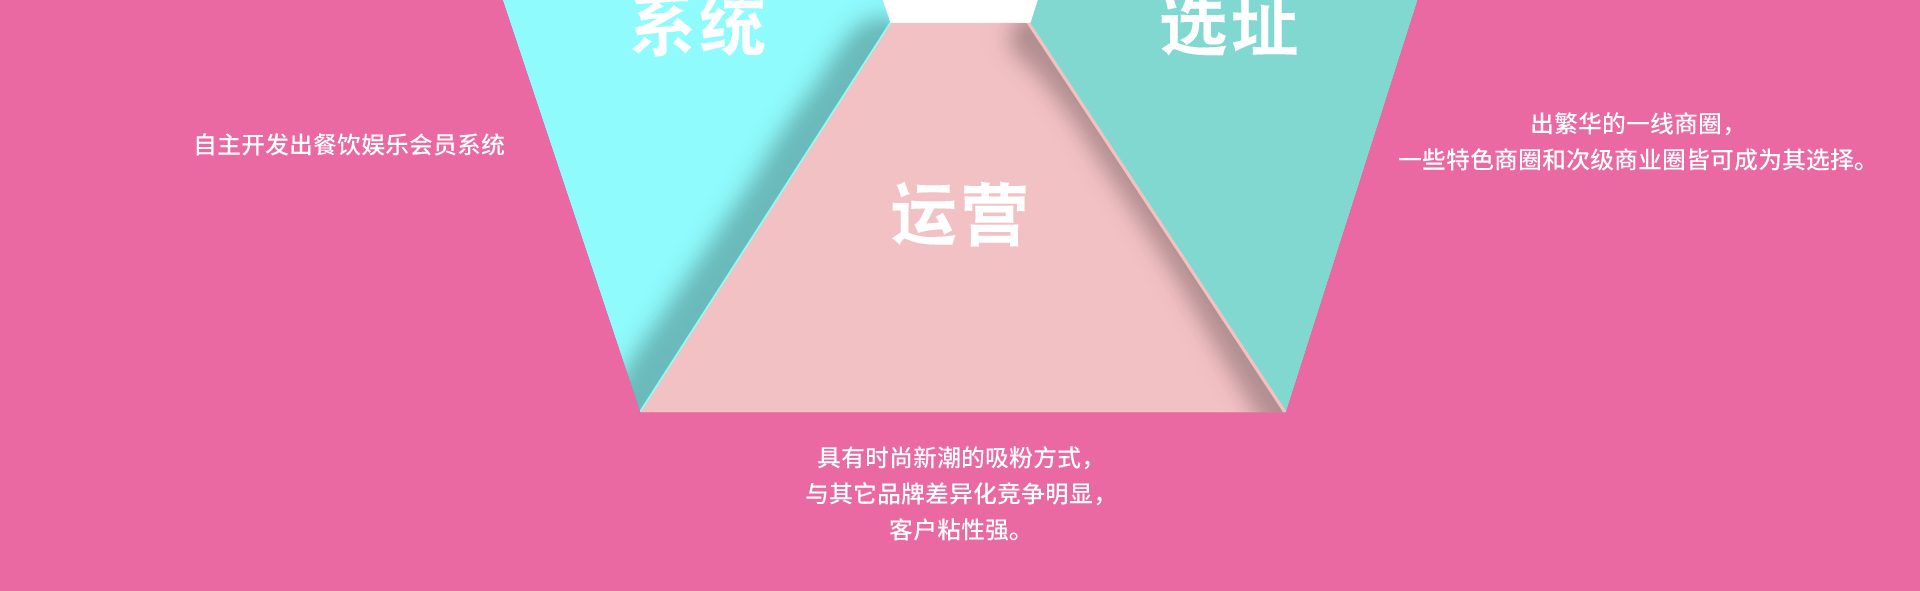 系统
选址
自主开发出餐饮娱乐会员系统
出繁华的一线商圈，
一些特色商圈和次级商业圈皆可成为其选择。
运营
具有时尚新潮的吸粉方式，
与其它品牌差异化竞争明显，
客户粘性强。